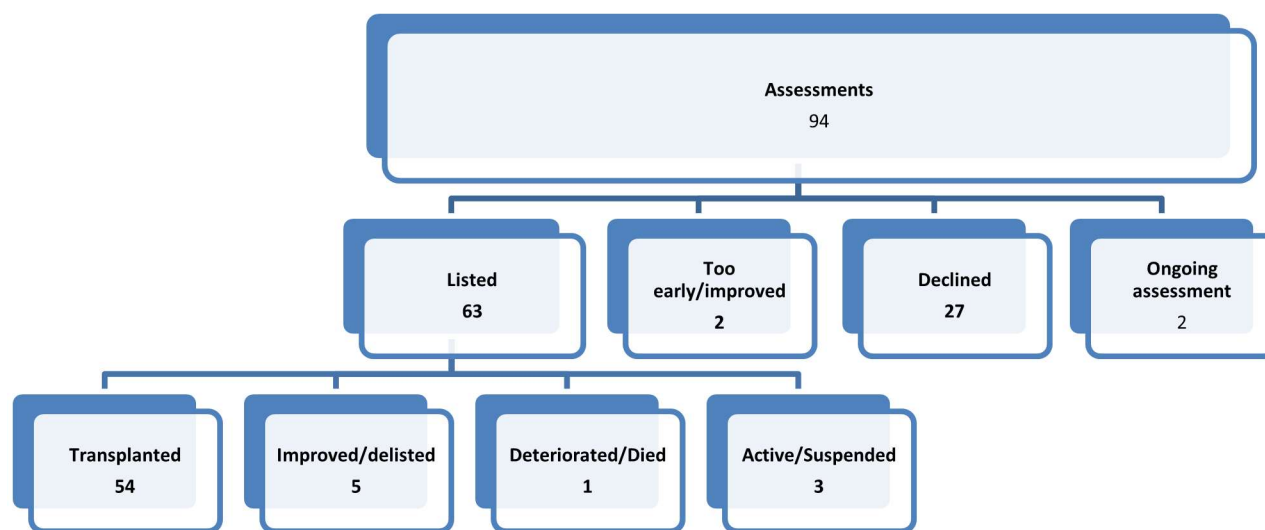 Assessments
94
Listed
63
Too
early/improved
2
Declined
27
Ongoing
assessment
2
Transplanted
54
Improved/delisted
5
Deteriorated/Died
1
Active/Suspended
3